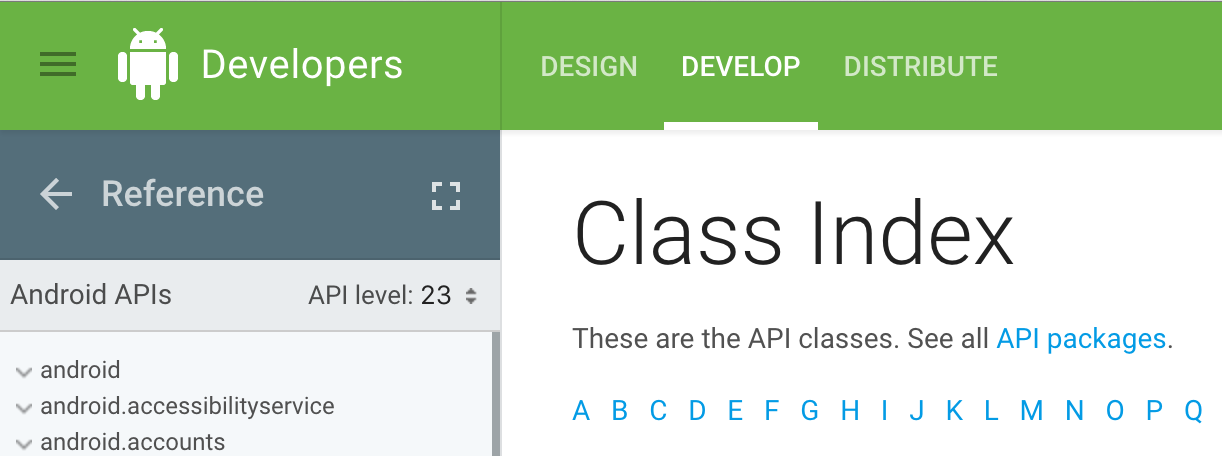 Developers
DESIGN DEVELOP DISTRIBUTE
Reference
Android APIs API level: 23
android
android.accessibilityservice
android.accounts
Class Index
These are the API classes. See all API packages.
A B C D E F G H I J K L M N O P Q